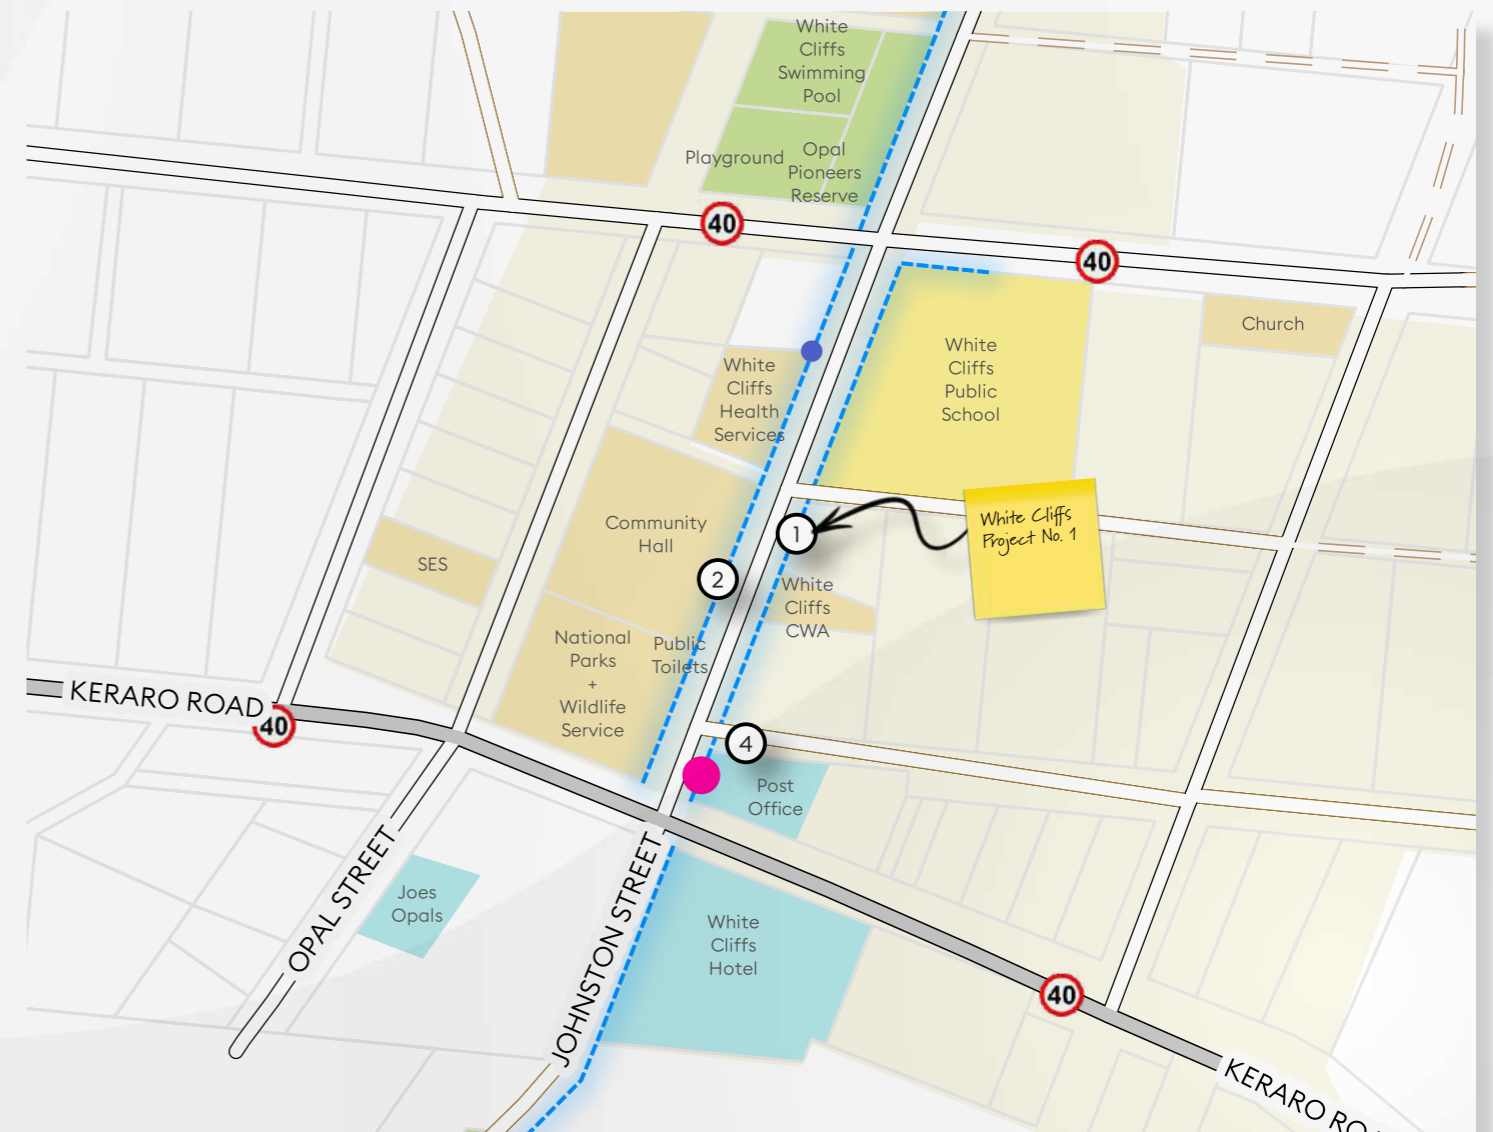 White
Cliffs
Swimming
Pool
Playground
Opal
Pioneers
Reserve
40
40
Church
White
Cliffs
Public
School
White
Cliffs
Health
Services
White Cliffs
Project No. 1
1
Community
Hall
SES
2
White
Cliffs
CWA
National
Parks
+
Wildlife
Service
Public
Toilets
KERARO ROAD
40
4
Post
Office
OPAL STREET
Joes
Opals
JOHNSTON STREET
White
Cliffs
Hotel
40
KERARO RO